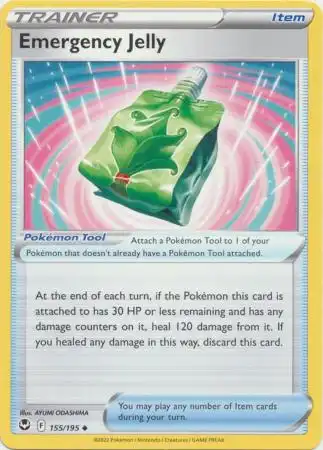 TRAINER Item
Emergency Jelly
Pokémon Tool Attach a Pokémon Tool to 1 of your
Pokémon that doesn't already have a Pokémon Tool attached.
At the end of each turn, if the Pokémon this card is
attached to has 30 HP or less remaining and has any
damage counters on it, heal 120 damage from it. If
you healed any damage in this way, discard this card.
Illus. AYUMI ODASHIMA
F 155/195
You may play any number of Item cards
during your turn.
©2022 Pokémon / Nintendo / Creatures / GAME FREAK